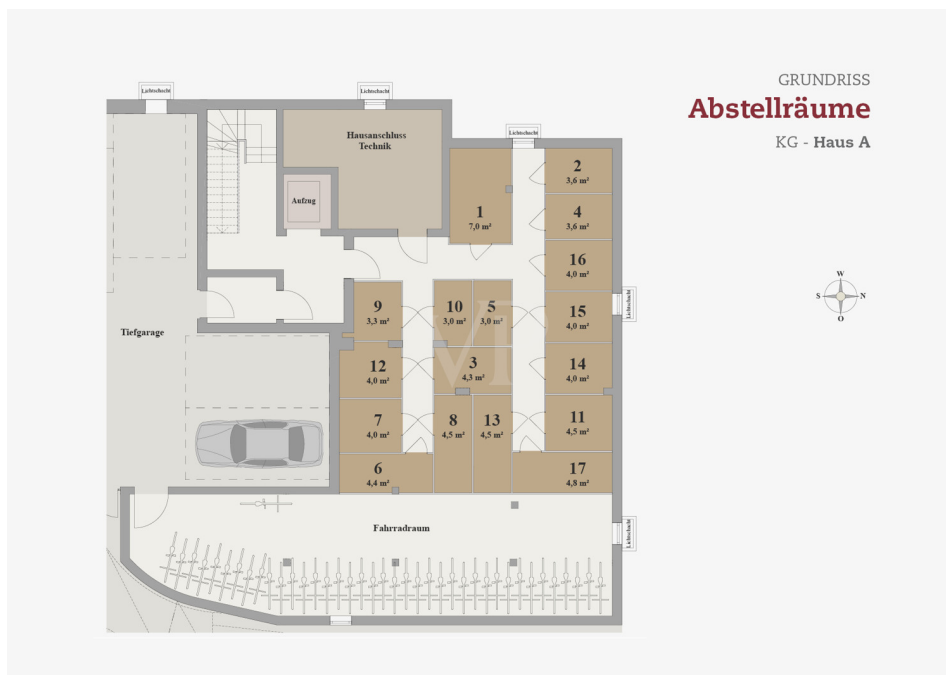 GRUNDRISS
Abstellräume
KG - Haus A
Lichtschacht
Lichtschacht
Lichtschacht
Hausanschluss
Technik
Aufzug
1
7,0 m²
2
3,6 m²
4
3,6 m²
16
4,0 m²
9
3,3 m²
10
3,0 m²
5
3,0 m²
15
4,0 m²
Lichtschacht
Tiefgarage
12
4,0 m²
3
4,3 m²
14
4,0 m²
7
4,0 m²
8
4,5 m²
13
4,5 m²
11
4,5 m²
6
4,4 m²
17
4,8 m²
Fahrradraum
Lichtschacht
W
S
N
O
VP